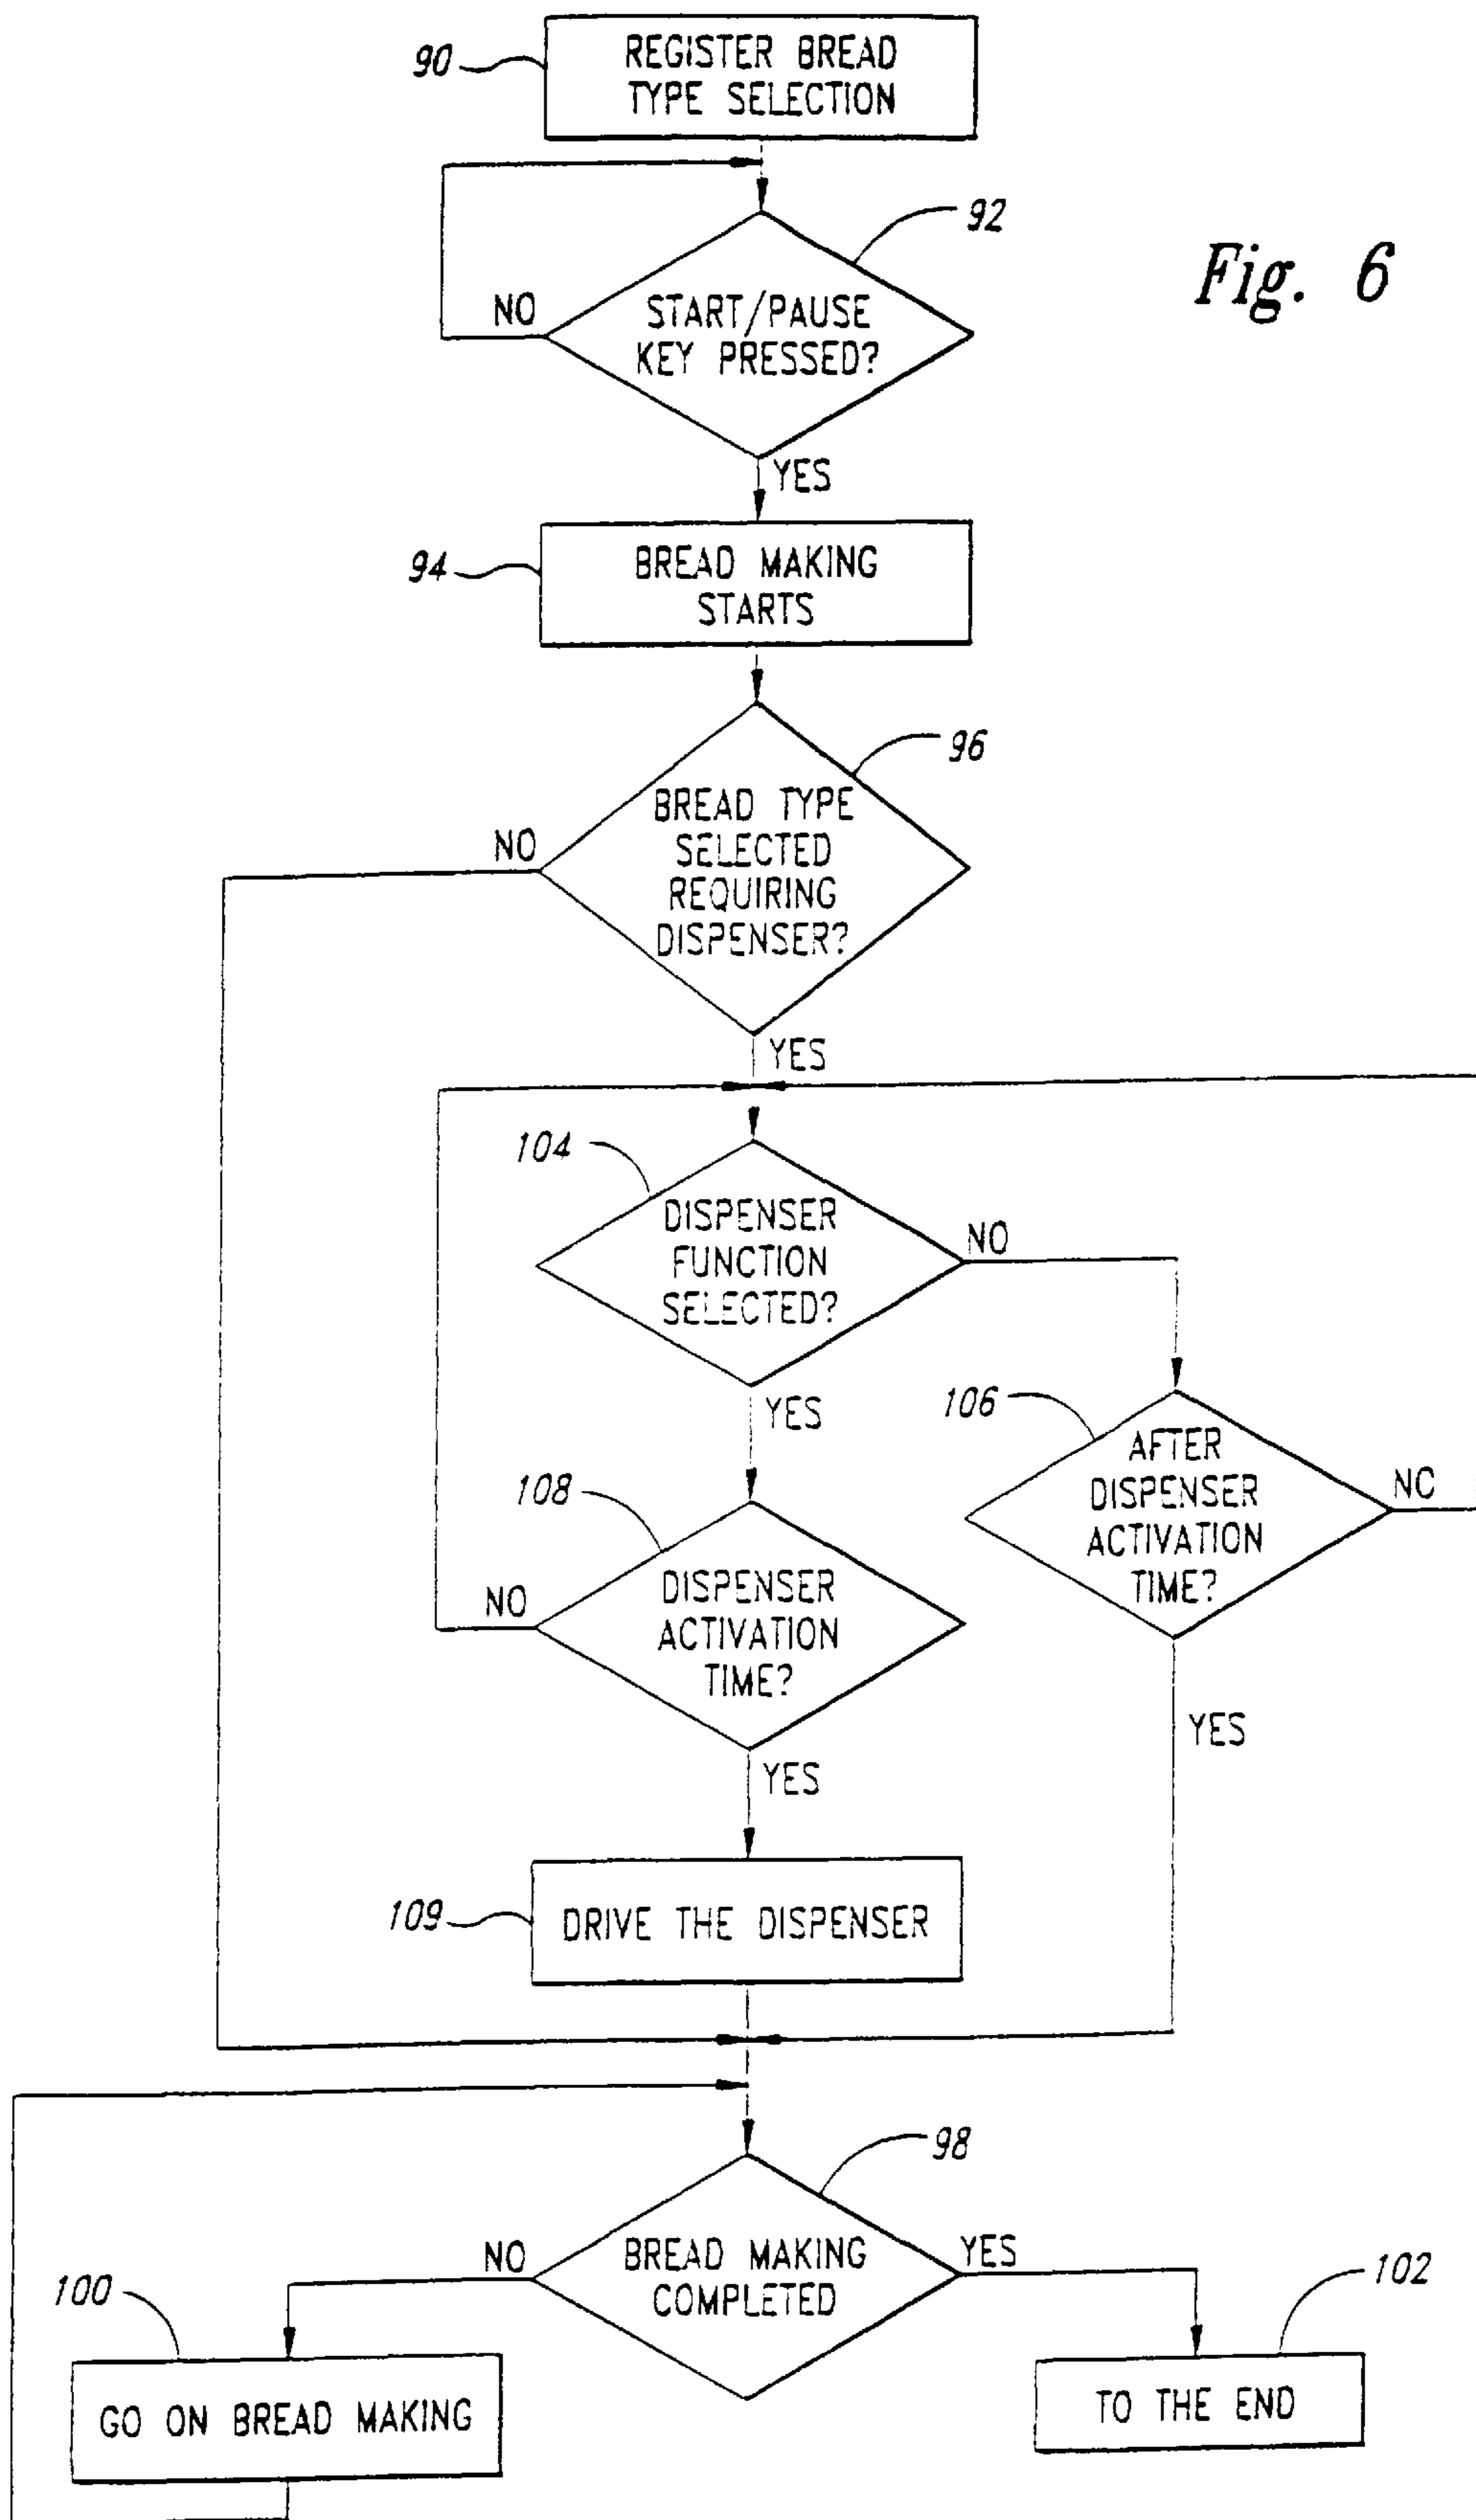 90
REGISTER BREAD
TYPE SELECTION
92
Fig. 6
NO
START/PAUSE
KEY PRESSED?
YES
94
BREAD MAKING
STARTS
96
NO
BREAD TYPE
SELECTED
REQUIRING
DISPENSER?
YES
104
DISPENSER
FUNCTION
SELECTED?
NO
YES
106
AFTER
DISPENSER
ACTIVATION
TIME?
NC
108
NO
DISPENSER
ACTIVATION
TIME?
YES
YES
109
DRIVE THE DISPENSER
98
NO
BREAD MAKING
COMPLETED
YES
100
102
GO ON BREAD MAKING
TO THE END